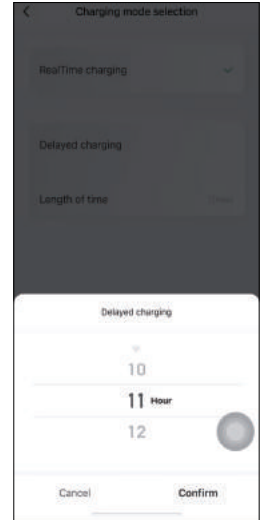 Charging mode selection
RealTime charging
Delayed charging
Length of time
Delayed charging
10
11 Hour
12
Cancel
Confirm